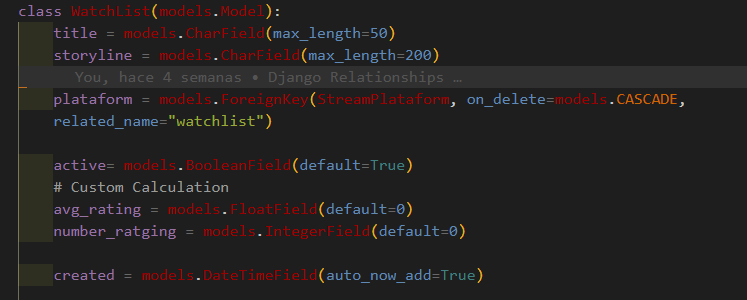 class WatchList(models.Model):
    title = models.CharField(max_length=50)
    storyline = models.CharField(max_length=200)
      You, hace 4 semanas • Django Relationships …
    plataform = models.ForeignKey(StreamPlataform, on_delete=models.CASCADE,
    related_name="watchlist")

    active= models.BooleanField(default=True)
    # Custom Calculation
    avg_rating = models.FloatField(default=0)
    number_ratging = models.IntegerField(default=0)

    created = models.DateTimeField(auto_now_add=True)